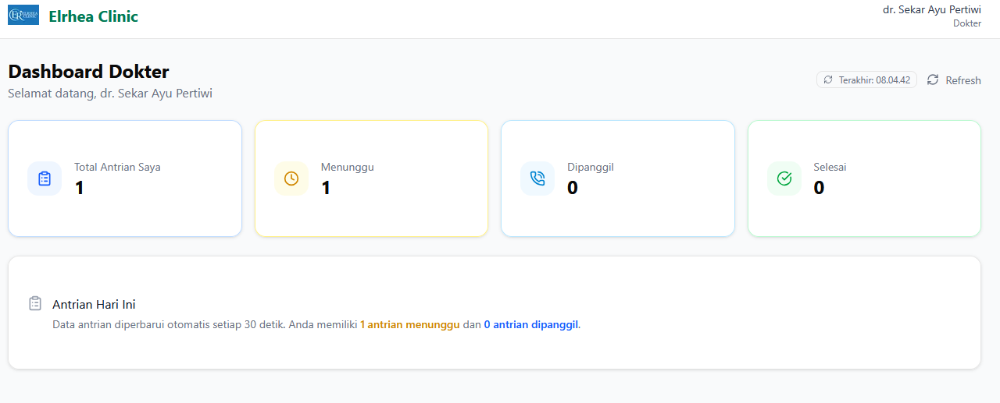 ELRHEA
CLINIC
Elrhea Clinic
dr. Sekar Ayu Pertiwi
Dokter
Dashboard Dokter
Selamat datang, dr. Sekar Ayu Pertiwi
Terakhir: 08.04.42
Refresh
Total Antrian Saya
1
Menunggu
1
Dipanggil
0
Selesai
0
Antrian Hari Ini
Data antrian diperbarui otomatis setiap 30 detik. Anda memiliki 1 antrian menunggu dan 0 antrian dipanggil.